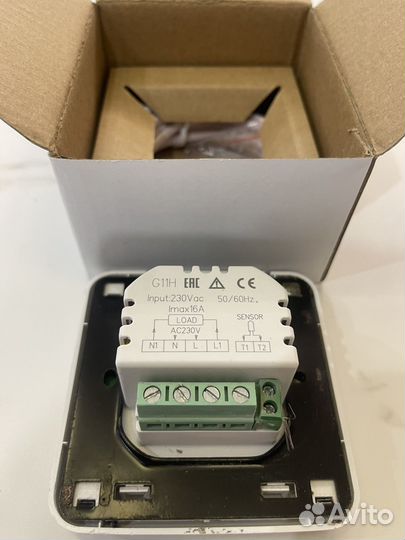 G11H EAC CE
Input:230Vac 50/60Hz.,
Imax16A
LOAD SENSOR
AC230V
N1 N L L1 T1 T2
Avito